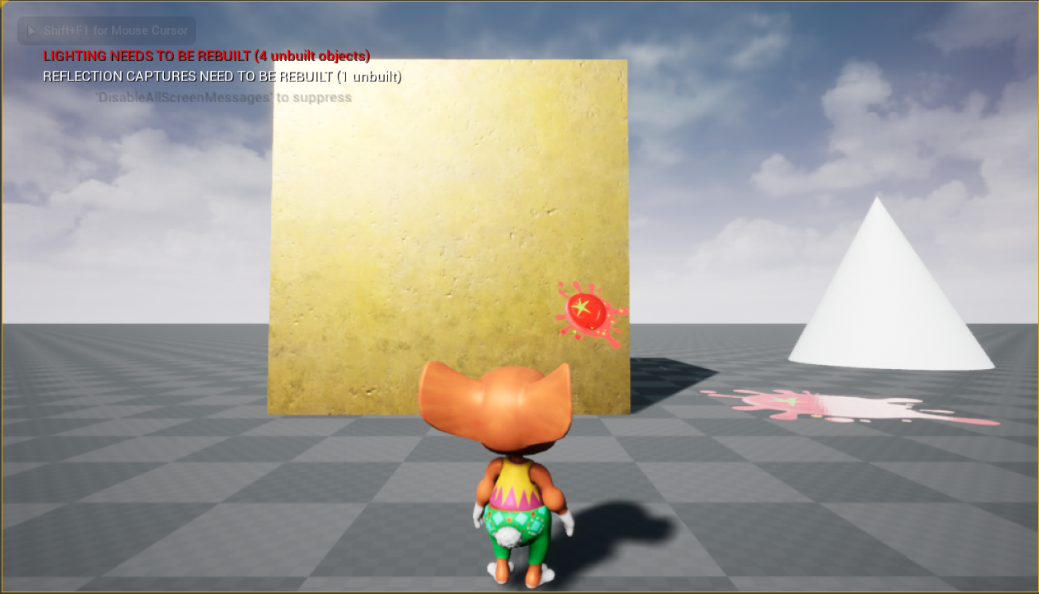 Shift+F1 for Mouse Cursor
LIGHTING NEEDS TO BE REBUILT (4 unbuilt objects)
REFLECTION CAPTURES NEED TO BE REBUILT (1 unbuilt)
'DisableAllScreenMessages' to suppress